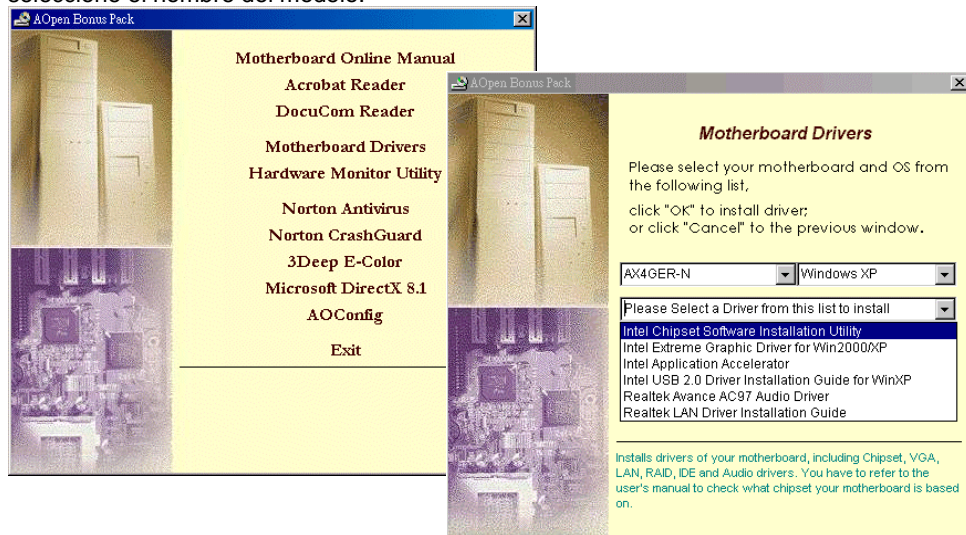 seleccione el nombre del modelo.
AOpen Bonus Pack
Motherboard Online Manual
Acrobat Reader
DocuCom Reader
Motherboard Drivers
Hardware Monitor Utility
Norton Antivirus
Norton CrashGuard
3Deep E-Color
Microsoft DirectX 8.1
AOConfig
Exit
AOpen Bonus Pack
Motherboard Drivers
Please select your motherboard and OS from
the following list,
click "OK" to install driver;
or click "Cancel" to the previous window.
AX4GER-N Windows XP
Please Select a Driver from this list to install
Intel Chipset Software Installation Utility
Intel Extreme Graphic Driver for Win2000/XP
Intel Application Accelerator
Intel USB 2.0 Driver Installation Guide for WinXP
Realtek Avance AC97 Audio Driver
Realtek LAN Driver Installation Guide
Installs drivers of your motherboard, including Chipset, VGA,
LAN, RAID, IDE and Audio drivers. You have to refer to the
user's manual to check what chipset your motherboard is based
on.